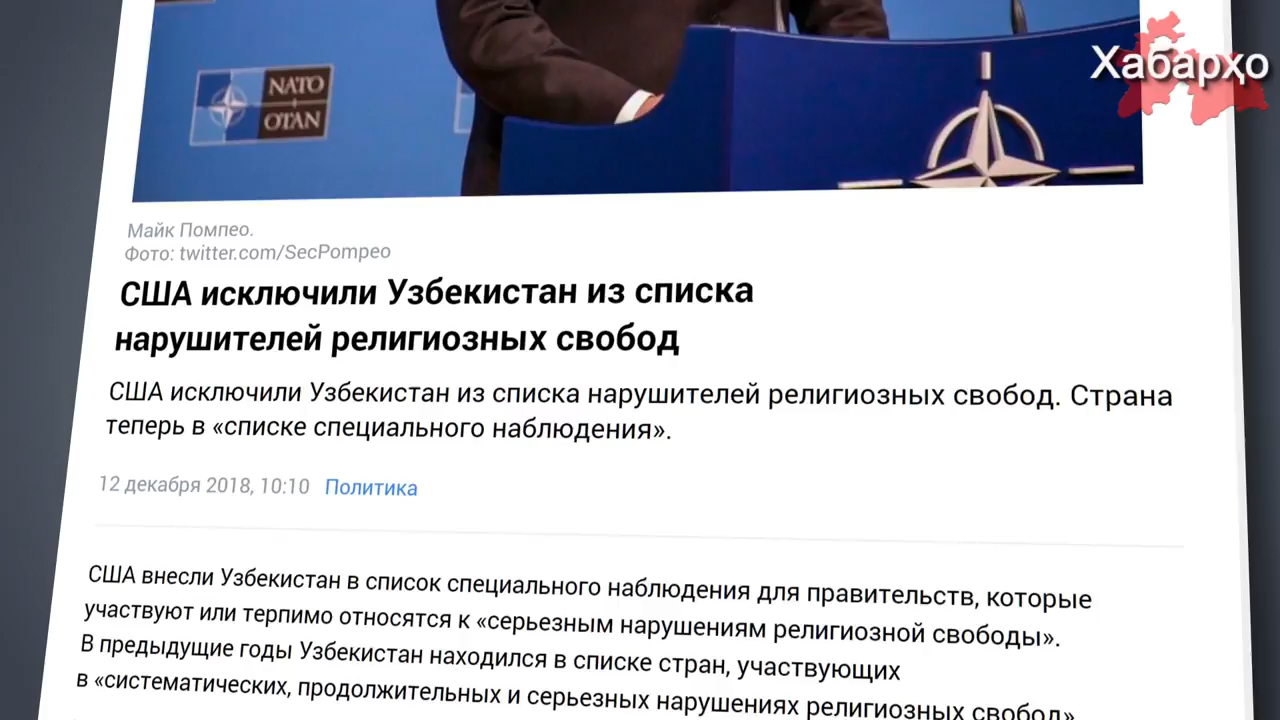 NATO
OTAN
Хабарҳо
Майк Помпео.
Фото: twitter.com/SecPompeo
США исключили Узбекистан из списка
нарушителей религиозных свобод
США исключили Узбекистан из списка нарушителей религиозных свобод. Страна
теперь в «списке специального наблюдения».
12 декабря 2018, 10:10 Политика
США внесли Узбекистан в список специального наблюдения для правительств, которые
участвуют или терпимо относятся к «серьезным нарушениям религиозной свободы».
В предыдущие годы Узбекистан находился в списке стран, участвующих
в «систематических, продолжительных и серьезных нарушениях религиозных свобод»